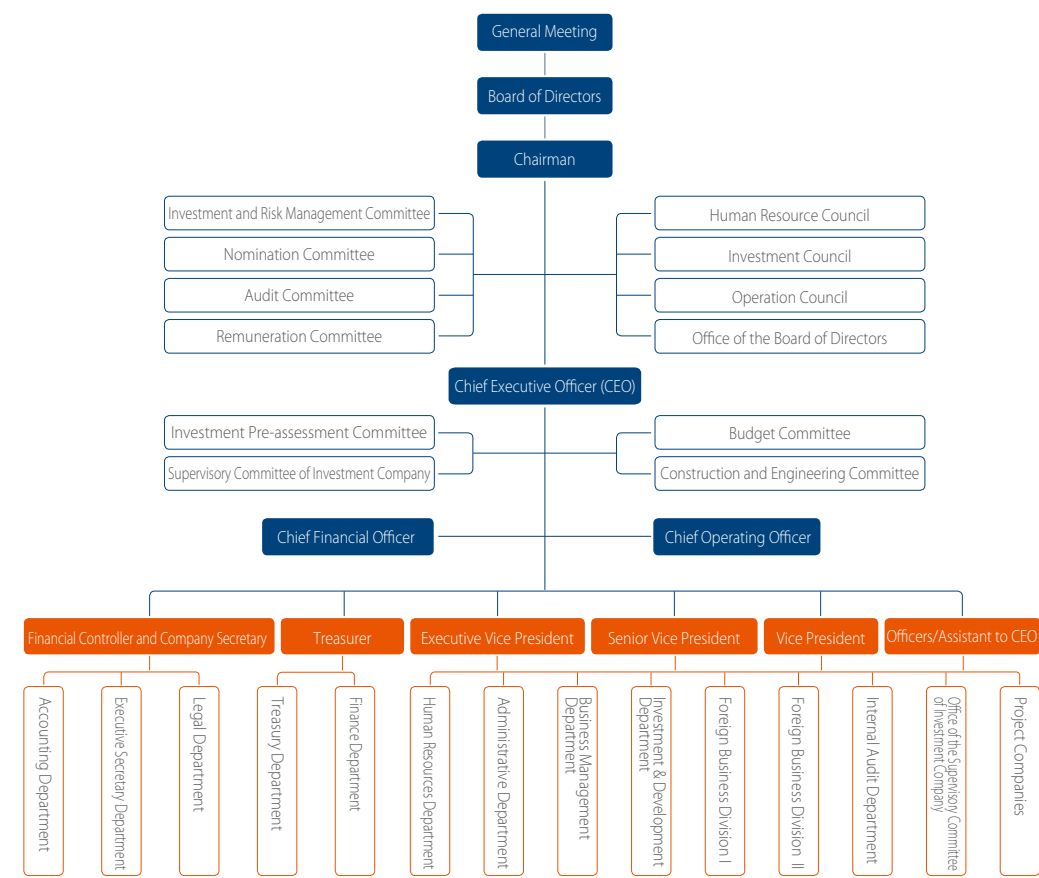 General Meeting
Board of Directors
Chairman
Investment and Risk Management Committee
Human Resource Council
Nomination Committee
Investment Council
Audit Committee
Operation Council
Remuneration Committee
Office of the Board of Directors
Chief Executive Officer (CEO)
Investment Pre-assessment Committee
Budget Committee
Supervisory Committee of Investment Company
Construction and Engineering Committee
Chief Financial Officer
Chief Operating Officer
Financial Controller and Company Secretary
Treasurer
Executive Vice President
Senior Vice President
Vice President
Officers/Assistant to CEO
Accounting Department
Executive Secretary Department
Legal Department
Treasury Department
Finance Department
Human Resources Department
Administrative Department
Business Management
Department
Investment & Development
Department
Foreign Business Division I
Foreign Business Division II
Internal Audit Department
Office of the Supervisory Committee
of Investment Company
Project Companies